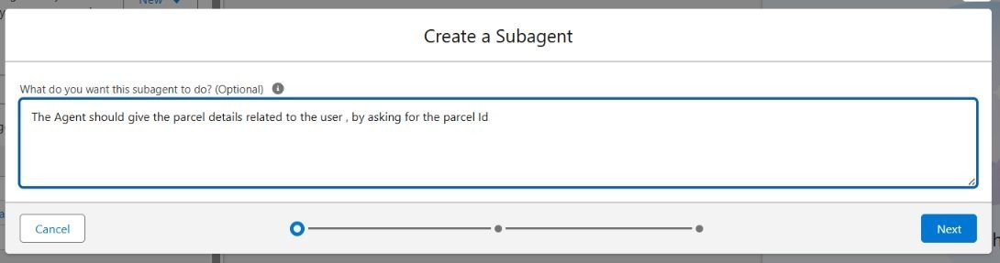 New
Create a Subagent
What do you want this subagent to do? (Optional)
The Agent should give the parcel details related to the user , by asking for the parcel Id
Cancel
Next